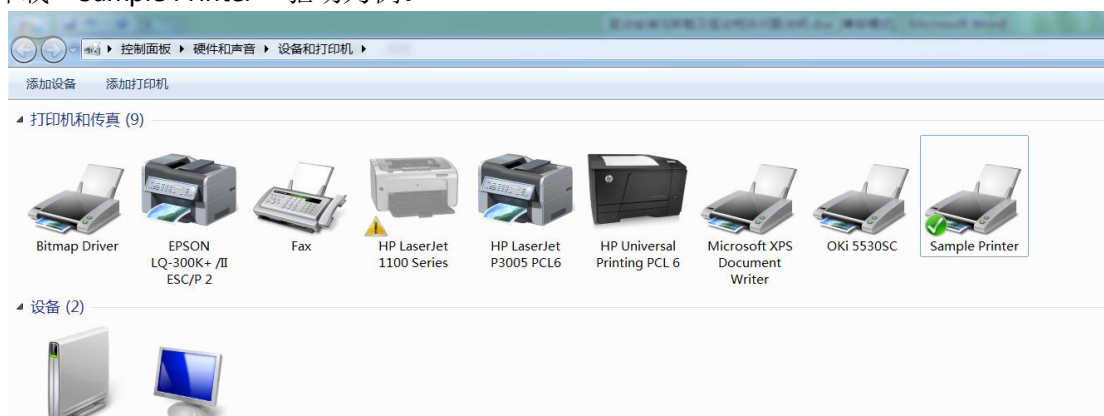 "Sample Printer"
控制面板 ▸ 硬件和声音 ▸ 设备和打印机 ▸
添加设备 添加打印机
打印机和传真 (9)
Bitmap Driver
EPSON
LQ-300K+ /II
ESC/P 2
Fax
HP LaserJet
1100 Series
HP LaserJet
P3005 PCL6
HP Universal
Printing PCL 6
Microsoft XPS
Document
Writer
OKi 5530SC
Sample Printer
设备 (2)